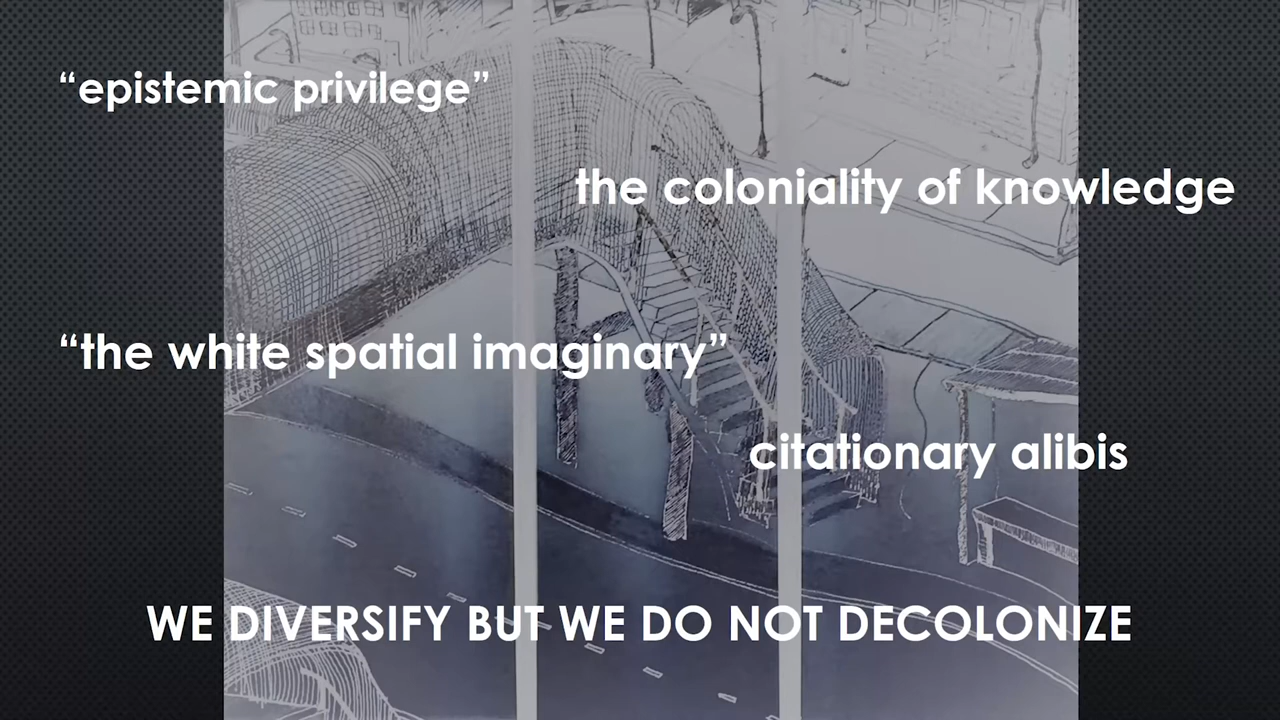 “epistemic privilege”
the coloniality of knowledge
“the white spatial imaginary”
citationary alibis
WE DIVERSIFY BUT WE DO NOT DECOLONIZE